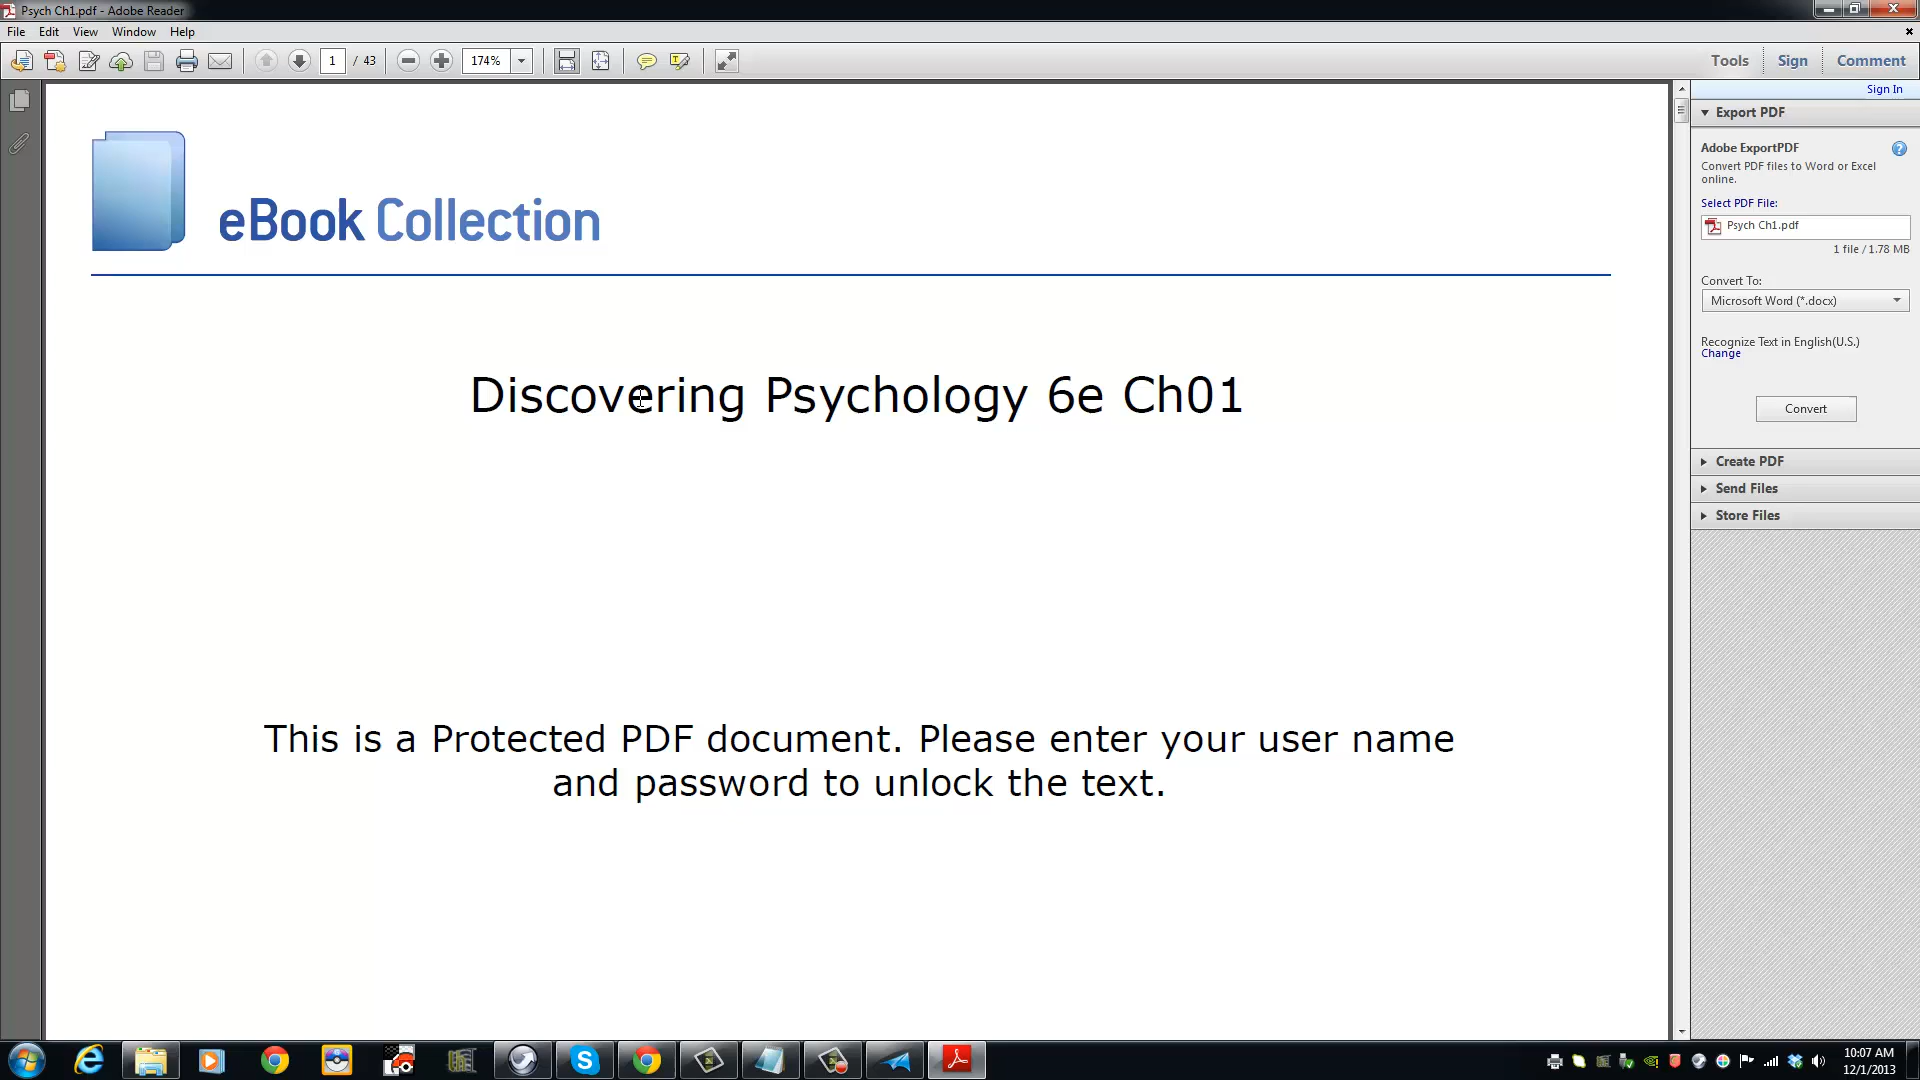 Psych Ch1.pdf - Adobe Reader
File Edit View Window Help
1 / 43 174% Tools Sign Comment
Sign In
Export PDF
Adobe ExportPDF
Convert PDF files to Word or Excel
online.
Select PDF File:
Psych Ch1.pdf
1 file / 1.78 MB
Convert To:
Microsoft Word (*.docx)
Recognize Text in English(U.S.)
Change
Convert
Create PDF
Send Files
Store Files
eBook Collection
Discovering Psychology 6e Ch01
This is a Protected PDF document. Please enter your user name
and password to unlock the text.
10:07 AM
12/1/2013